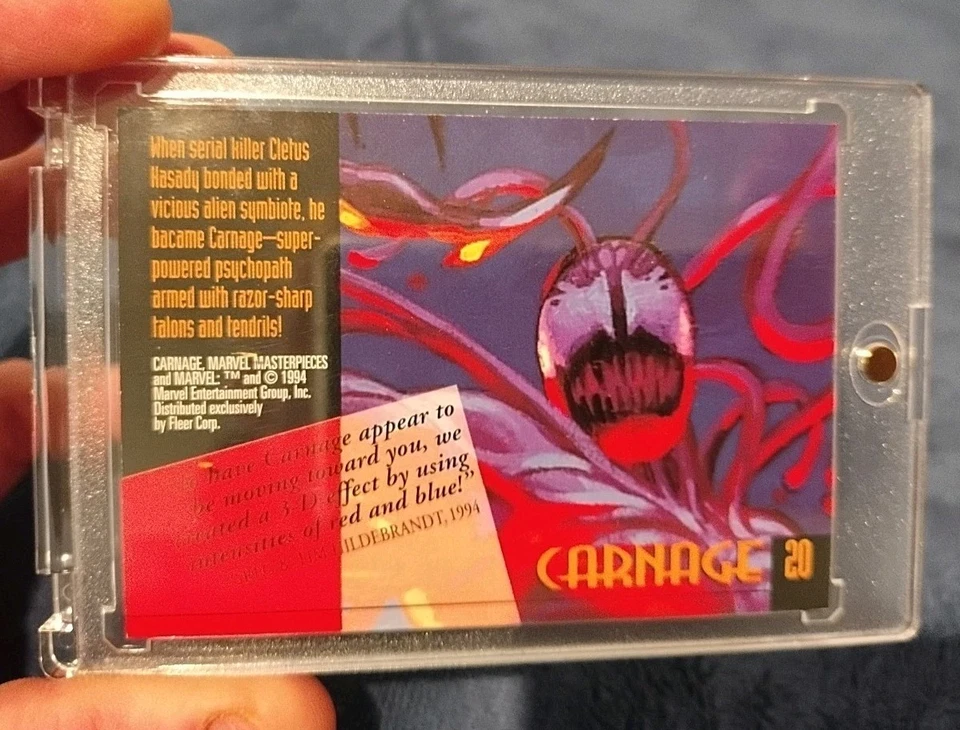 When serial killer Cletus
Kasady bonded with a
vicious alien symbiote, he
bacame Carnage—super-
powered psychopath
armed with razor-sharp
talons and tendrils!
CARNAGE, MARVEL MASTERPIECES
and MARVEL: ™ and © 1994
Marvel Entertainment Group, Inc.
Distributed exclusively
by Fleer Corp.
have Carnage appear to
be moving toward you, we
a 3-D effect by using
intensities of red and blue!”
HILDEBRANDT, 1994
CARNAGE 20